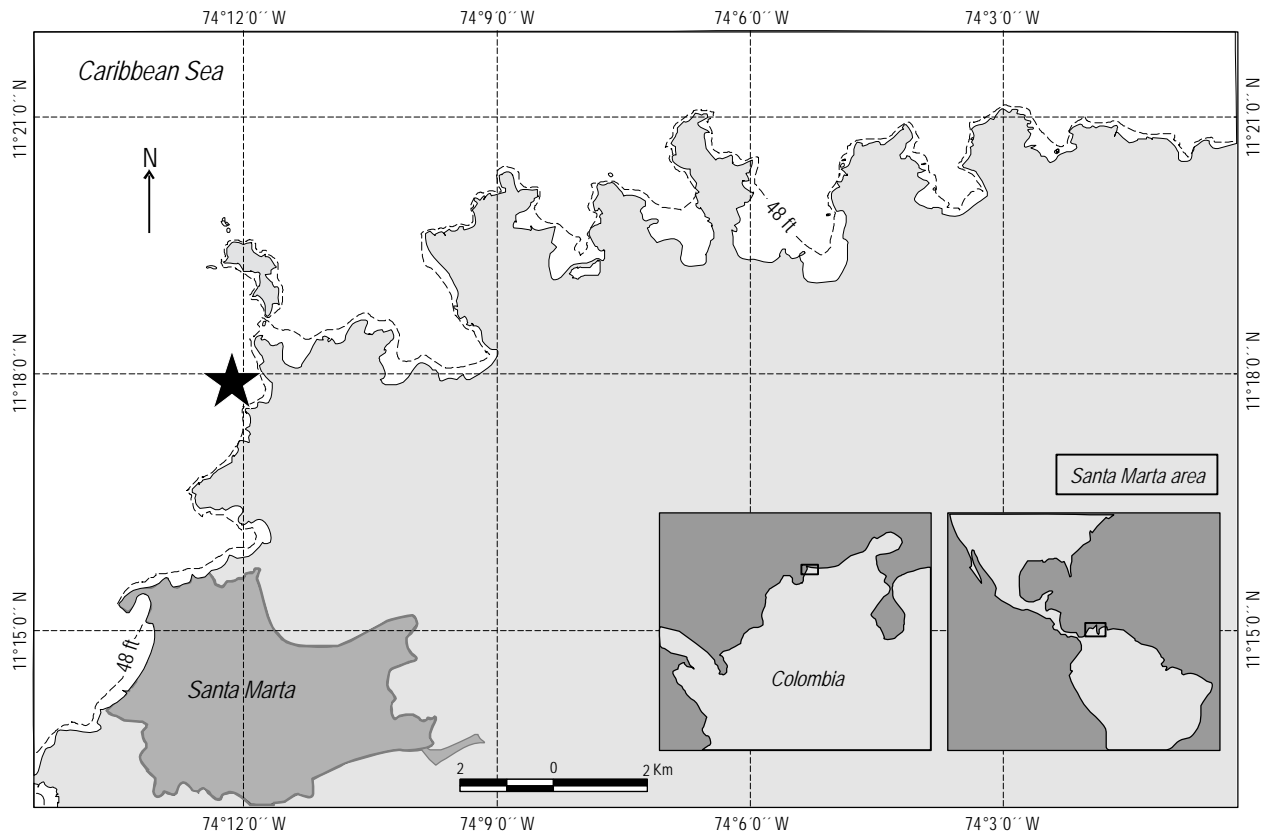 74°12´0´´ W 74°9´0´´ W 74°6´0´´ W 74°3´0´´ W
Caribbean Sea
11°21´0´´ N
11°21´0´´ N
N
48 ft
11°18´0´´ N
11°18´0´´ N
Santa Marta area
11°15´0´´ N
11°15´0´´ N
48 ft
Santa Marta
Colombia
2 0 2 Km
74°12´0´´ W 74°9´0´´ W 74°6´0´´ W 74°3´0´´ W